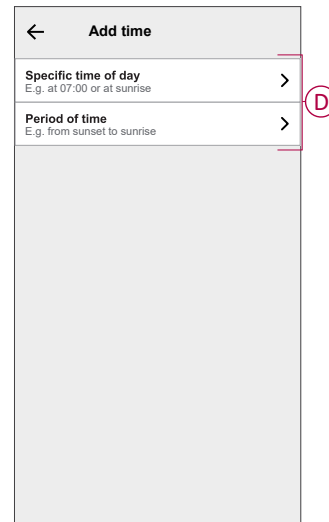 Add time
Specific time of day
E.g. at 07:00 or at sunrise
Period of time
E.g. from sunset to sunrise
D